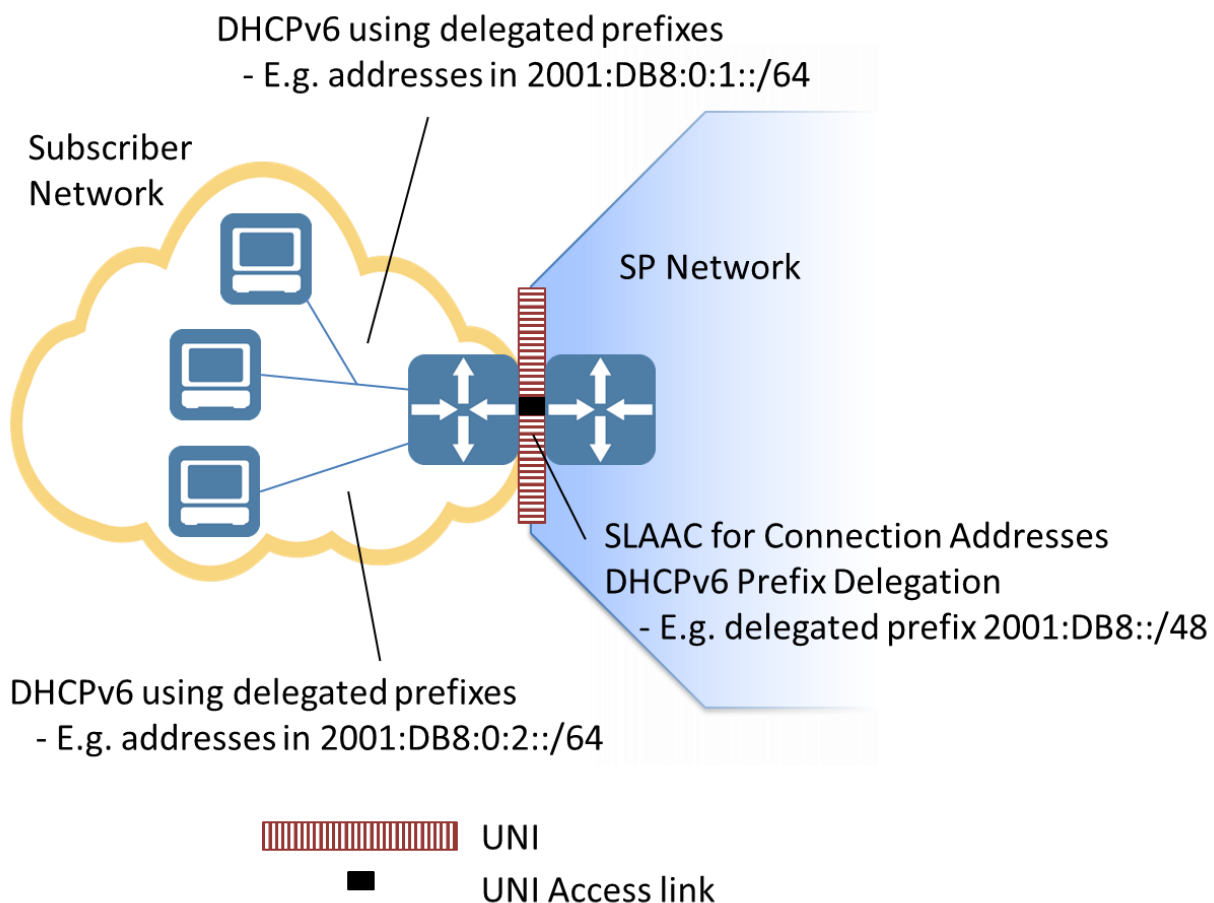 DHCPv6 using delegated prefixes
- E.g. addresses in 2001:DB8:0:1::/64
Subscriber
Network
SP Network
SLAAC for Connection Addresses
DHCPv6 Prefix Delegation
- E.g. delegated prefix 2001:DB8::/48
DHCPv6 using delegated prefixes
- E.g. addresses in 2001:DB8:0:2::/64
UNI
UNI Access link